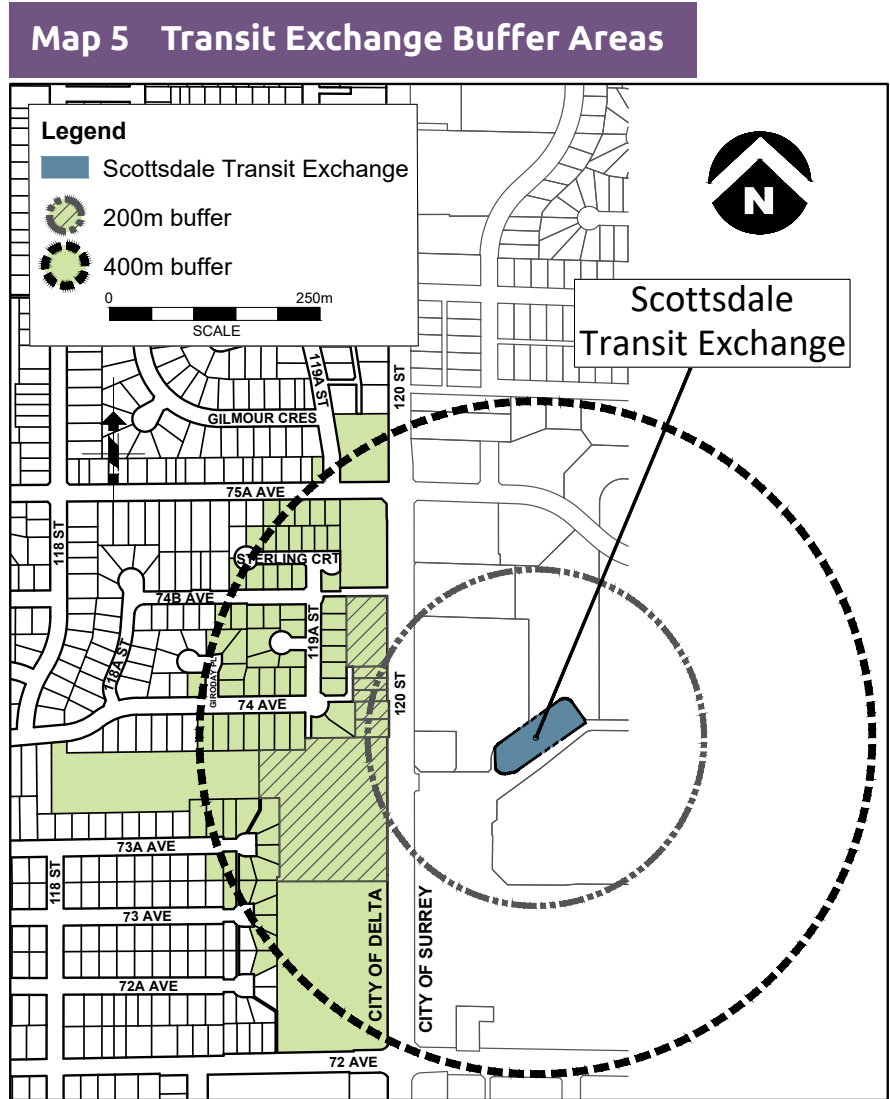 Map 5 Transit Exchange Buffer Areas
Legend
Scottsdale Transit Exchange
200m buffer
400m buffer
0 250m
SCALE
N
Scottsdale
Transit Exchange
119A ST
120 ST
GILMOUR CRES
75A AVE
118 ST
STERLING CRT
74B AVE
118A ST
GIRODAY PL
119A ST
120 ST
74 AVE
73A AVE
118 ST
73 AVE
72A AVE
CITY OF DELTA
CITY OF SURREY
72 AVE